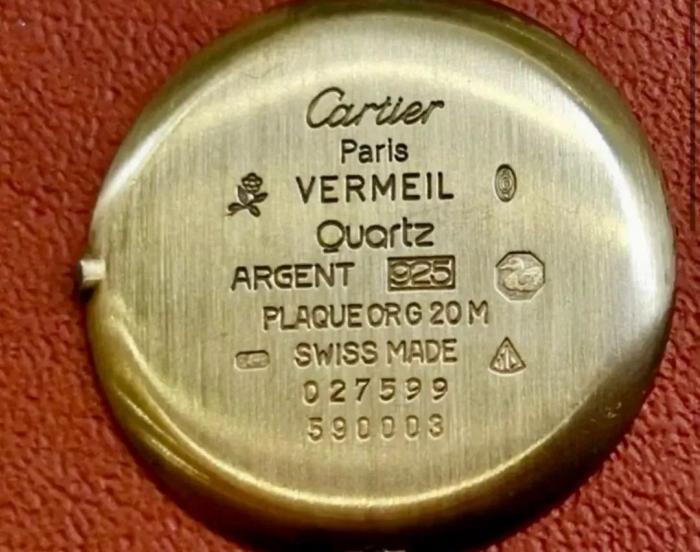 Cartier
Paris
VERMEIL
Quartz
ARGENT 925
PLAQUE OR G 20 M
SWISS MADE
027599
590003